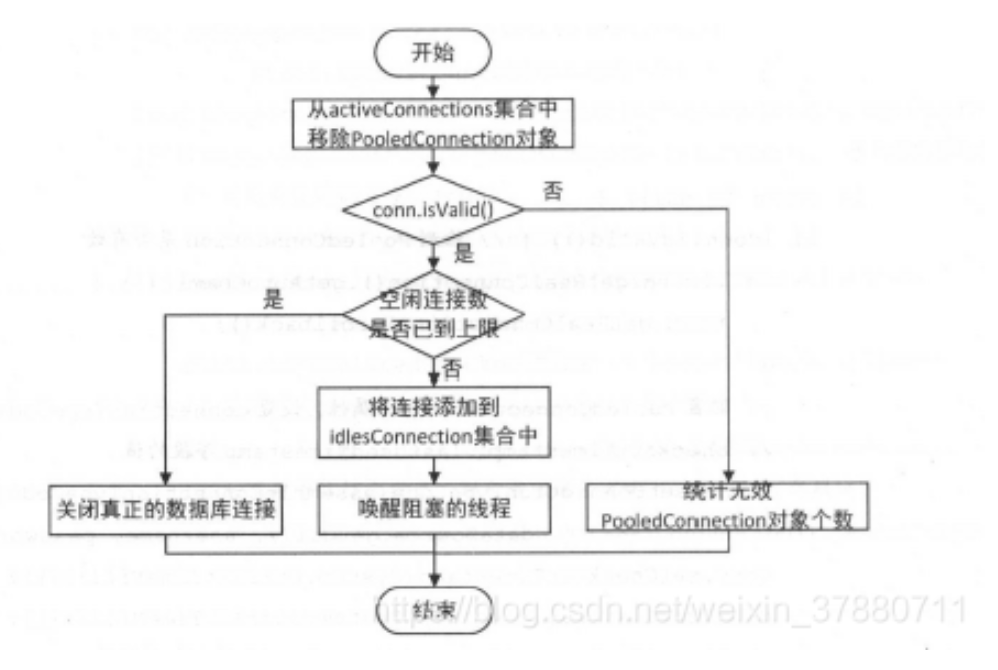 开始
从activeConnections集合中
移除PooledConnection对象
conn.isValid()
否
是
是
空闲连接数
是否已到上限
否
将连接添加到
idlesConnection集合中
关闭真正的数据库连接
唤醒阻塞的线程
统计无效
PooledConnection对象个数
结束
http://blog.csdn.net/weixin_37880711